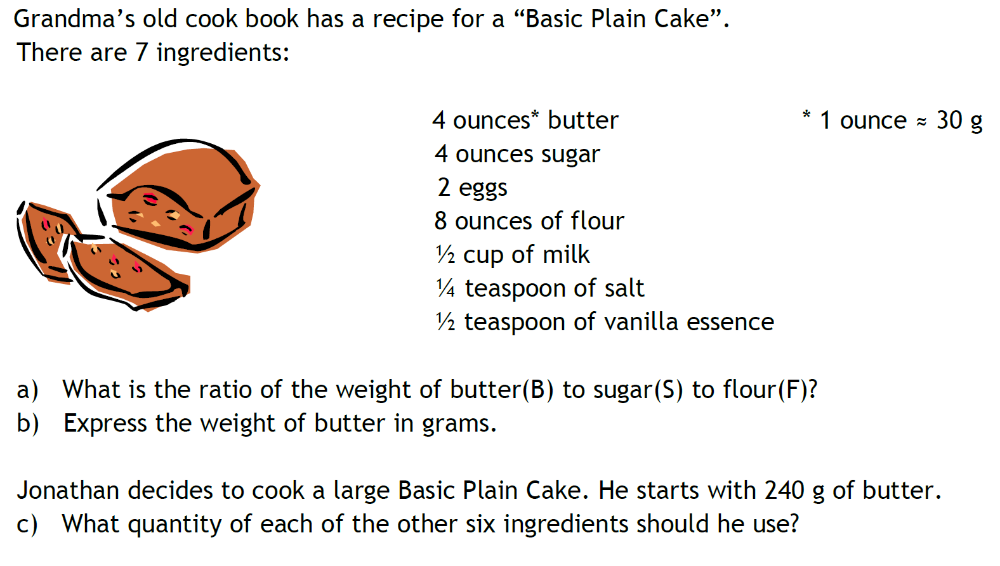 Grandma’s old cook book has a recipe for a “Basic Plain Cake”.
There are 7 ingredients:
4 ounces* butter
* 1 ounce ≈ 30 g
4 ounces sugar
2 eggs
8 ounces of flour
½ cup of milk
¼ teaspoon of salt
½ teaspoon of vanilla essence
a) What is the ratio of the weight of butter(B) to sugar(S) to flour(F)?
b) Express the weight of butter in grams.
Jonathan decides to cook a large Basic Plain Cake. He starts with 240 g of butter.
c) What quantity of each of the other six ingredients should he use?